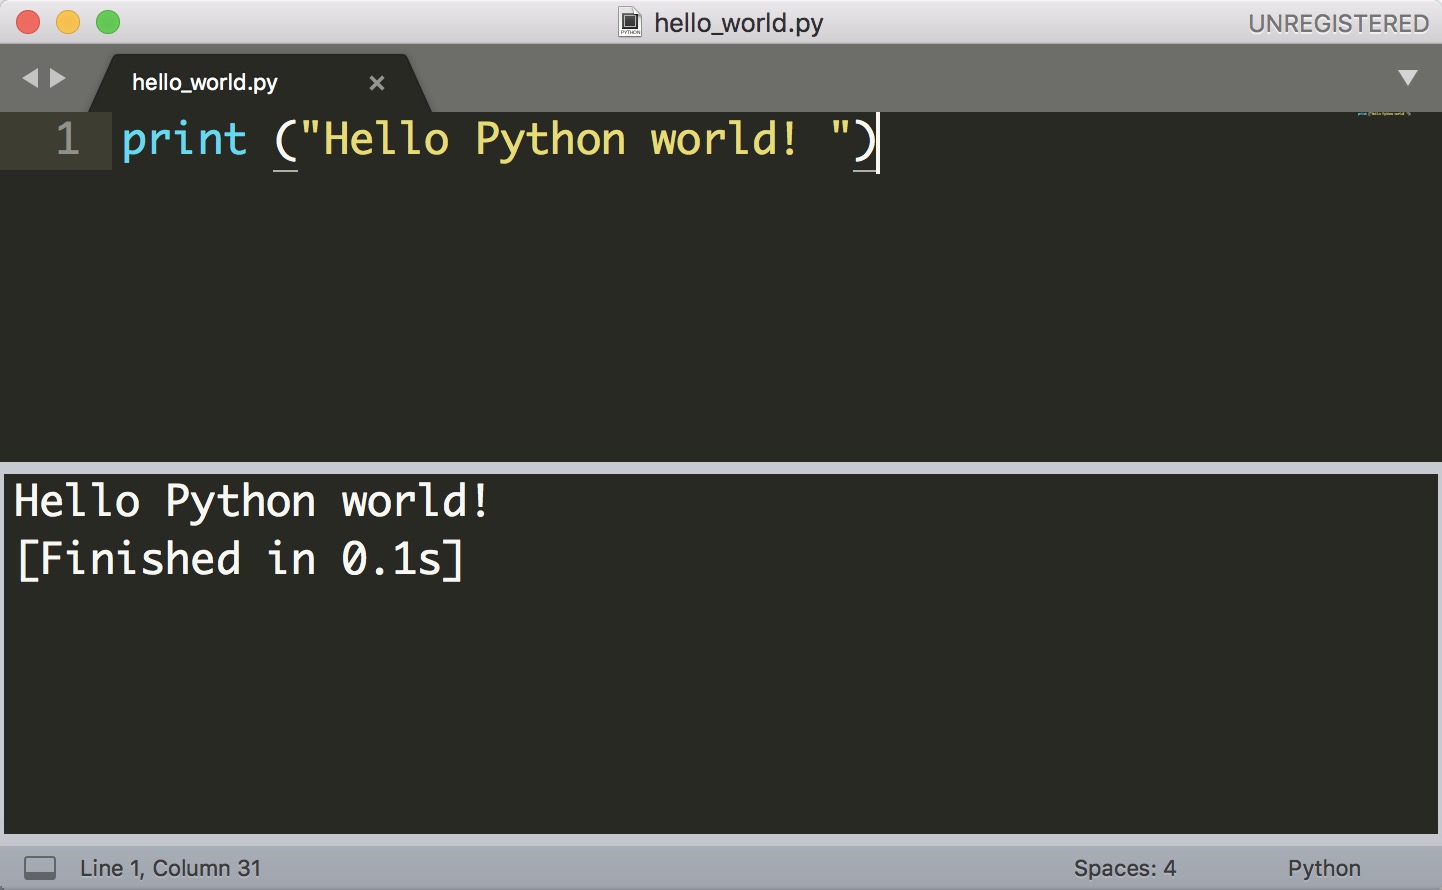 hello_world.py
UNREGISTERED
hello_world.py
1 print ("Hello Python world! ")
Hello Python world!
[Finished in 0.1s]
Line 1, Column 31
Spaces: 4
Python